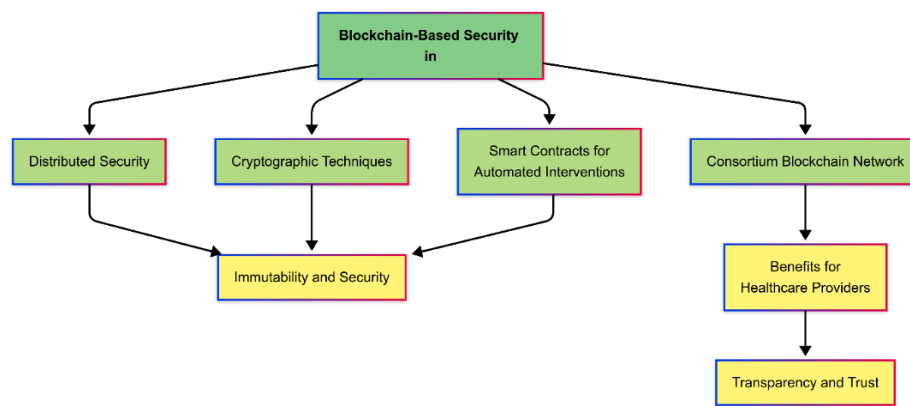 Blockchain-Based Security
in
Distributed Security
Cryptographic Techniques
Smart Contracts for
Automated Interventions
Consortium Blockchain Network
Immutability and Security
Benefits for
Healthcare Providers
Transparency and Trust